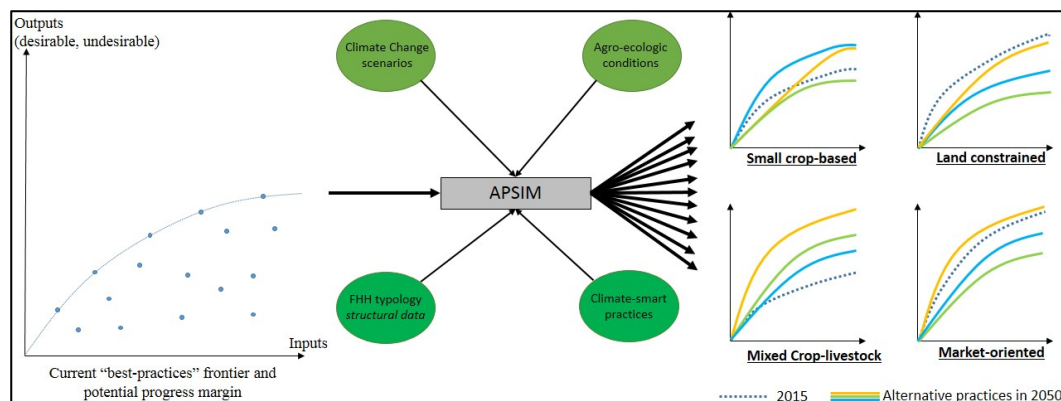 Outputs
(desirable, undesirable)
Inputs
Current “best-practices” frontier and
potential progress margin
Climate Change
scenarios
Agro-ecologic
conditions
APSIM
FHH typology
structural data
Climate-smart
practices
Small crop-based
Land constrained
Mixed Crop-livestock
Market-oriented
2015
Alternative practices in 2050